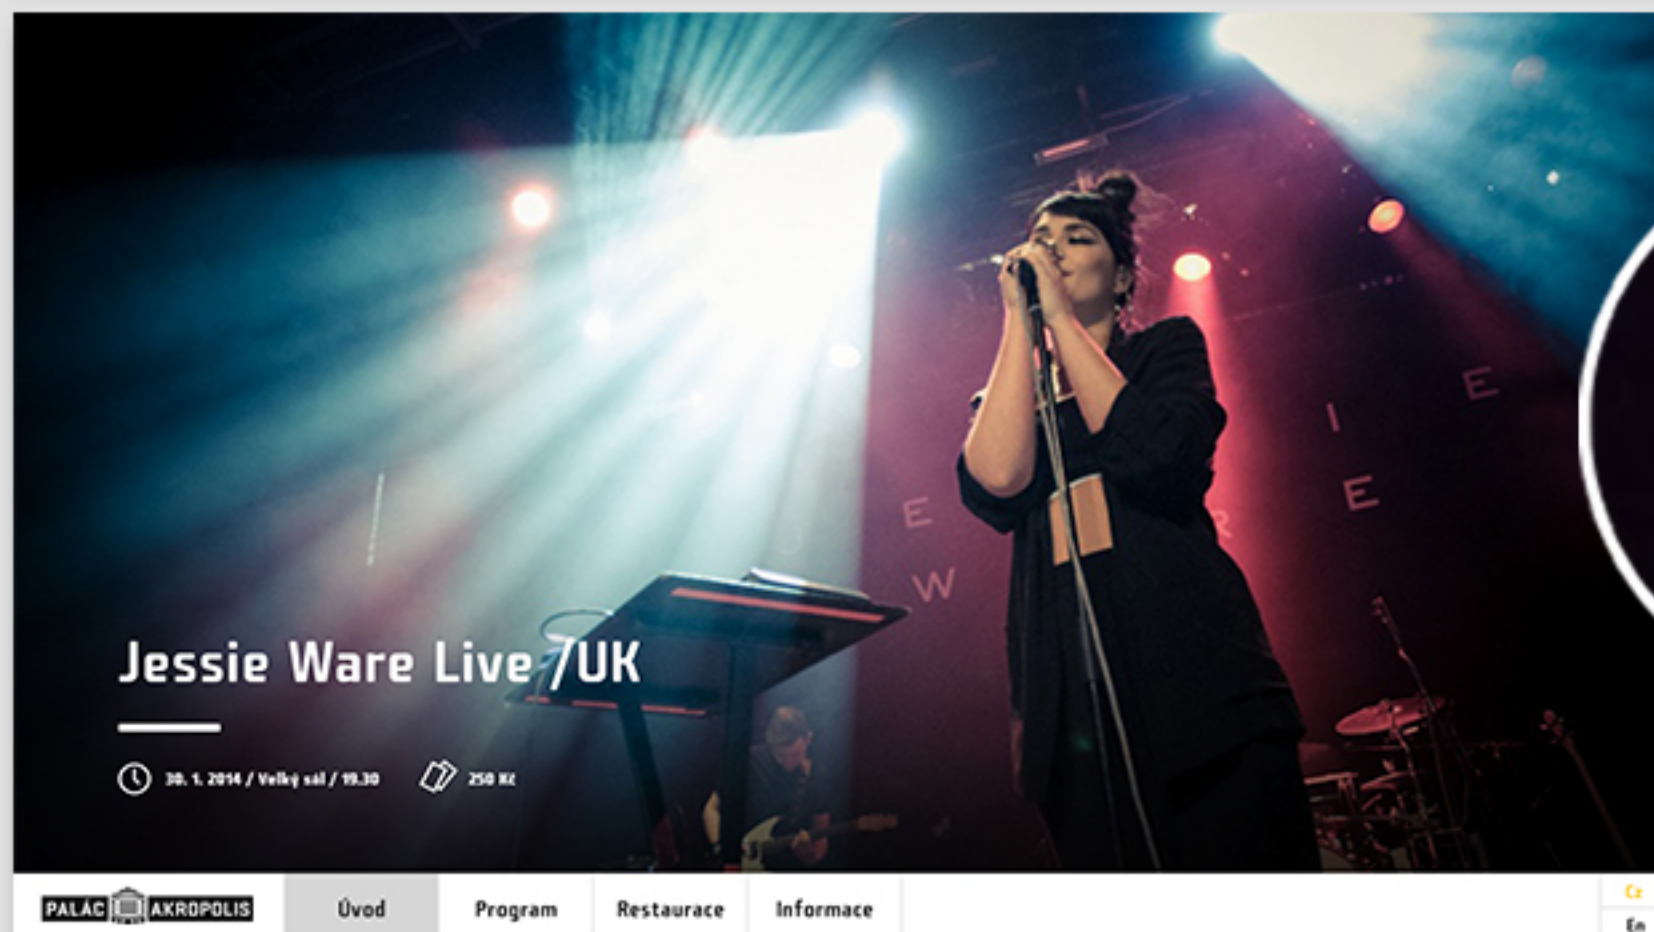 E
I
E
E
R
W
Jessie Ware Live /UK
30. 1. 2014 / Velký sál / 19.30 250 Kč
PALÁC AKROPOLIS Úvod Program Restaurace Informace
Cz
En